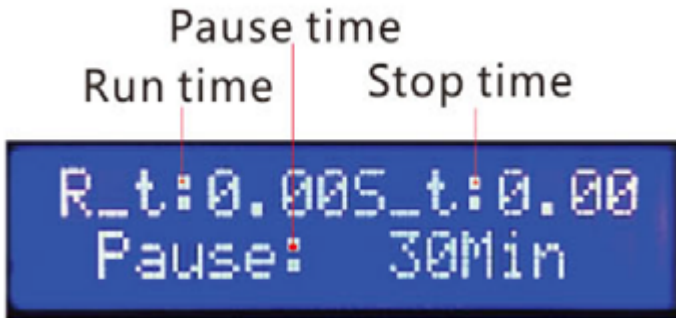 Pause time
Run time Stop time
R_t:0.00S_t:0.00
Pause: 30Min